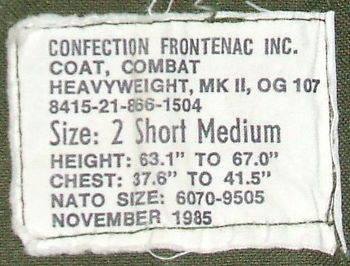 CONFECTION FRONTENAC INC.
COAT, COMBAT
HEAVYWEIGHT, MK II, OG 107
8415-21-866-1504
Size: 2 Short Medium
HEIGHT: 63.1" TO 67.0"
CHEST: 37.6" TO 41.5"
NATO SIZE: 6070-9505
NOVEMBER 1985